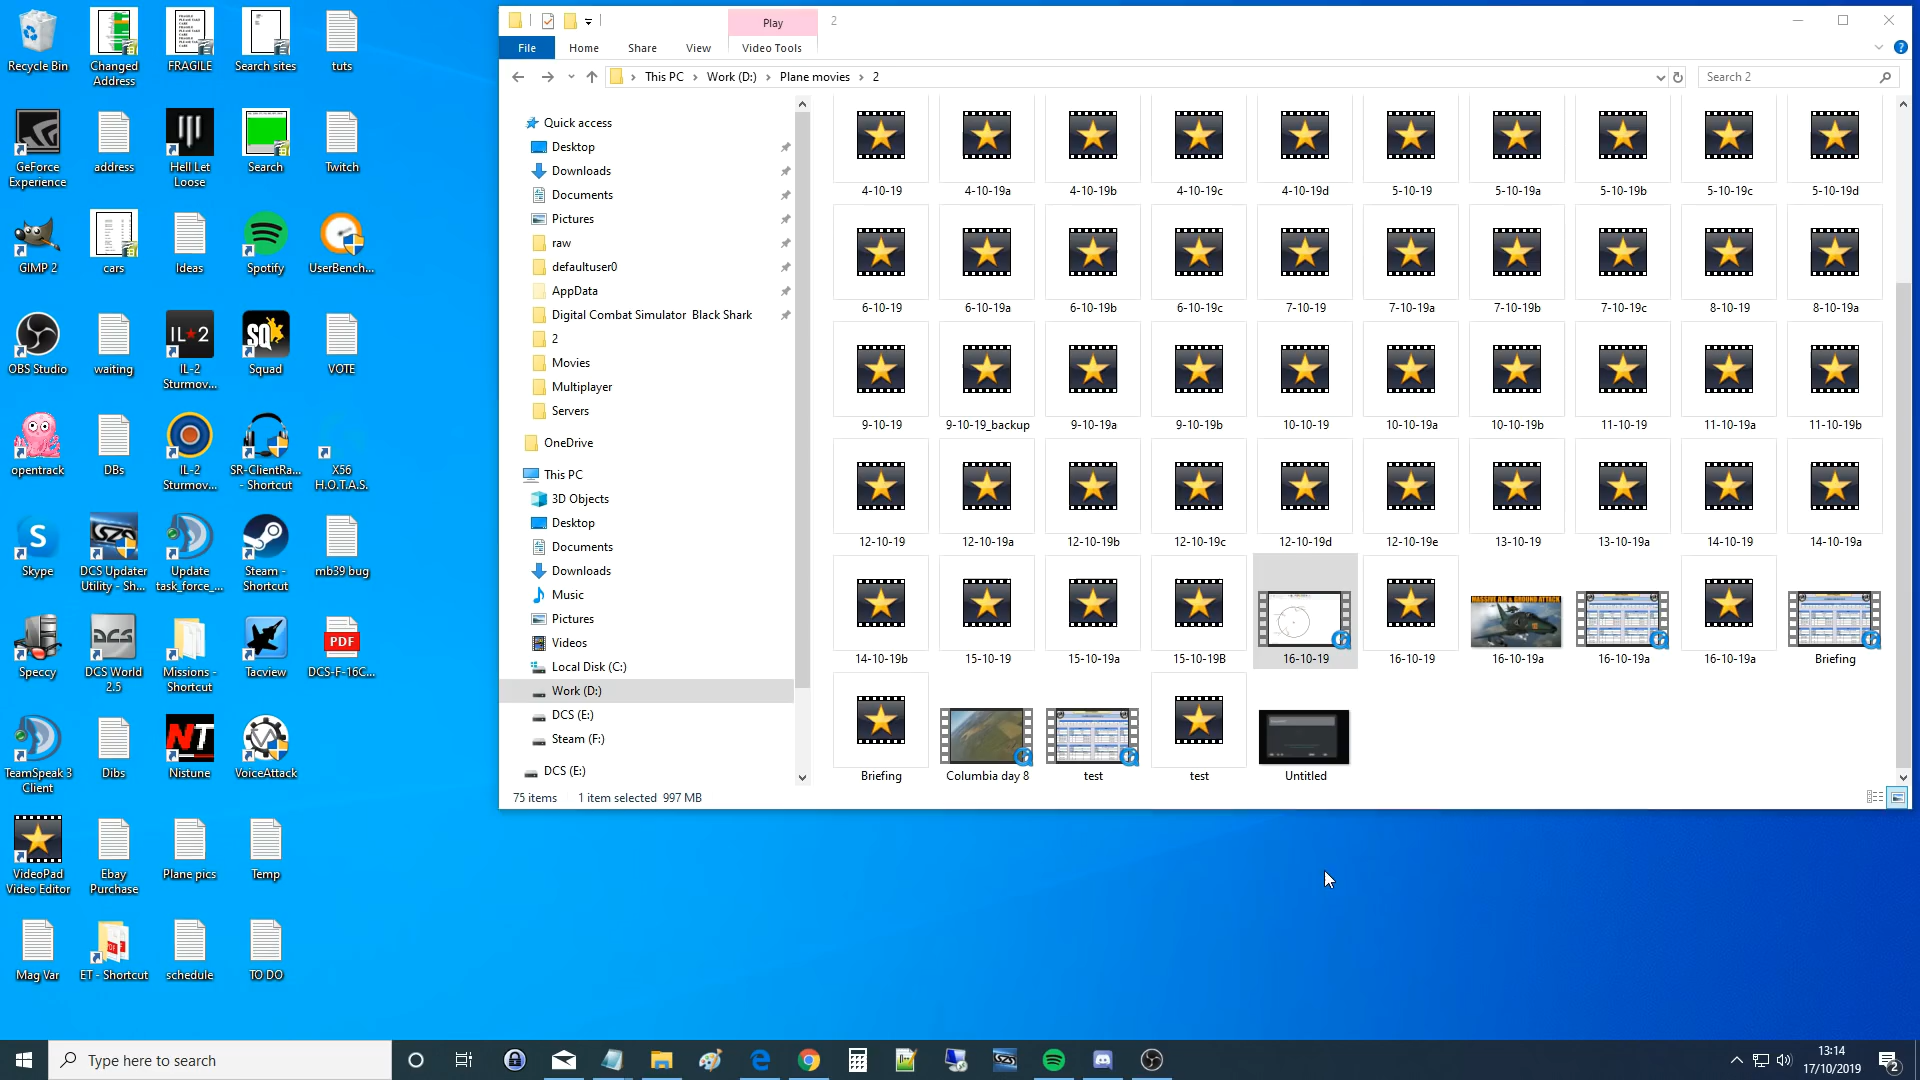 Recycle Bin
Changed Address
FRAGILE
Search sites
tuts
GeForce Experience
address
Hell Let Loose
Search
Twitch
GIMP 2
cars
Ideas
Spotify
UserBench...
OBS Studio
waiting
IL-2 Sturmov...
Squad
VOTE
opentrack
DBs
IL-2 Sturmov...
SR-ClientRa... - Shortcut
X56 H.O.T.A.S.
Skype
DCS Updater Utility - Sh...
Update task_force_...
Steam - Shortcut
mb39 bug
Speccy
DCS World 2.5
Missions - Shortcut
Tacview
DCS-F-16C...
TeamSpeak 3 Client
Dibs
Nistune
VoiceAttack
VideoPad Video Editor
Ebay Purchase
Plane pics
Temp
Mag Var
ET - Shortcut
schedule
TO DO
Play
2
File
Home
Share
View
Video Tools
This PC
Work (D:)
Plane movies
2
Search 2
Quick access
Desktop
Downloads
Documents
Pictures
raw
defaultuser0
AppData
Digital Combat Simulator  Black Shark
2
Movies
Multiplayer
Servers
OneDrive
This PC
3D Objects
Desktop
Documents
Downloads
Music
Pictures
Videos
Local Disk (C:)
Work (D:)
DCS (E:)
Steam (F:)
DCS (E:)
4-10-19
4-10-19a
4-10-19b
4-10-19c
4-10-19d
5-10-19
5-10-19a
5-10-19b
5-10-19c
5-10-19d
6-10-19
6-10-19a
6-10-19b
6-10-19c
7-10-19
7-10-19a
7-10-19b
7-10-19c
8-10-19
8-10-19a
9-10-19
9-10-19_backup
9-10-19a
9-10-19b
10-10-19
10-10-19a
10-10-19b
11-10-19
11-10-19a
11-10-19b
12-10-19
12-10-19a
12-10-19b
12-10-19c
12-10-19d
12-10-19e
13-10-19
13-10-19a
14-10-19
14-10-19a
MASSIVE AIR & GROUND ATTACK
14-10-19b
15-10-19
15-10-19a
15-10-19B
16-10-19
16-10-19
16-10-19a
16-10-19a
16-10-19a
Briefing
Briefing
Columbia day 8
test
test
Untitled
75 items
1 item selected  997 MB
Type here to search
13:14
17/10/2019
2